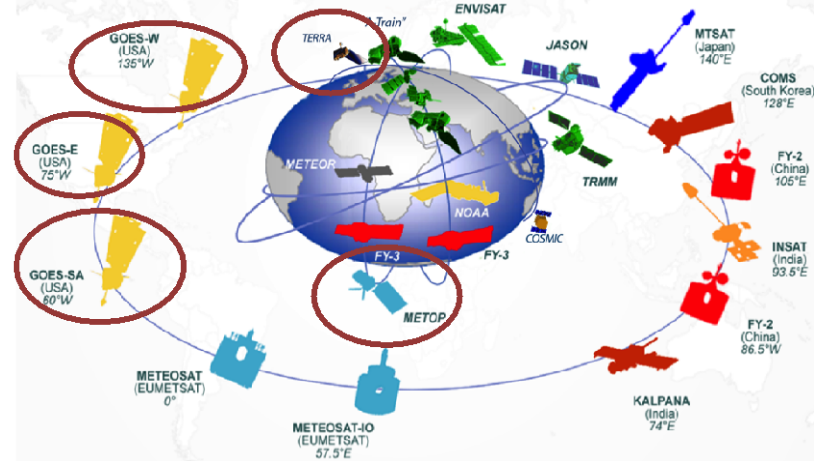 ENVISAT
Train"
TERRA
GOES-W
(USA)
135°W
JASON
MTSAT
(Japan)
140°E
COMS
(South Korea)
128°E
GOES-E
(USA)
75°W
FY-2
(China)
105°E
METEOR
TRMM
NOAA
COSMIC
INSAT
(India)
93.5°E
GOES-SA
(USA)
60°W
FY-3
FY-3
METOP
FY-2
(China)
86.5°W
METEOSAT
(EUMETSAT)
0°
KALPANA
(India)
74°E
METEOSAT-IO
(EUMETSAT)
57.5°E